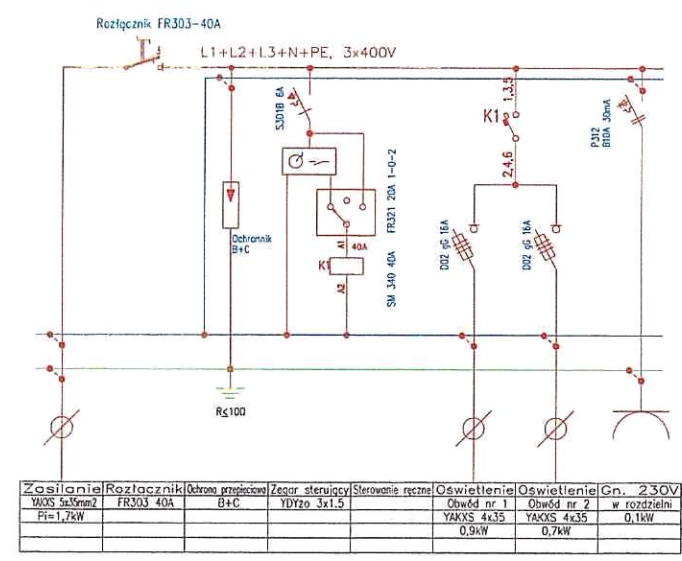 Rozłącznik FR303-40A
L1+L2+L3+N+PE, 3x400V
S301B 6A
K1
1,3,5
2,4,6
P312
B10A 30mA
Ochronnik
B+C
FR321 20A 1-0-2
A1
40A
K1
A2
SM 340 40A
D02 gG 16A
D02 gG 16A
R≤10Ω
Zasilanie Rozłacznik Ochrona przepięciowa Zegar sterujący Sterowanie ręczne Oświetlenie Oświetlenie Gn. 230V
YAKXS 5x35mm2 FR303 40A B+C YDYżo 3x1.5 Obwód nr 1 Obwód nr 2 w rozdzielni
Pi=1,7kW YAKXS 4x35 YAKXS 4x35 0,1kW
0,9kW 0,7kW